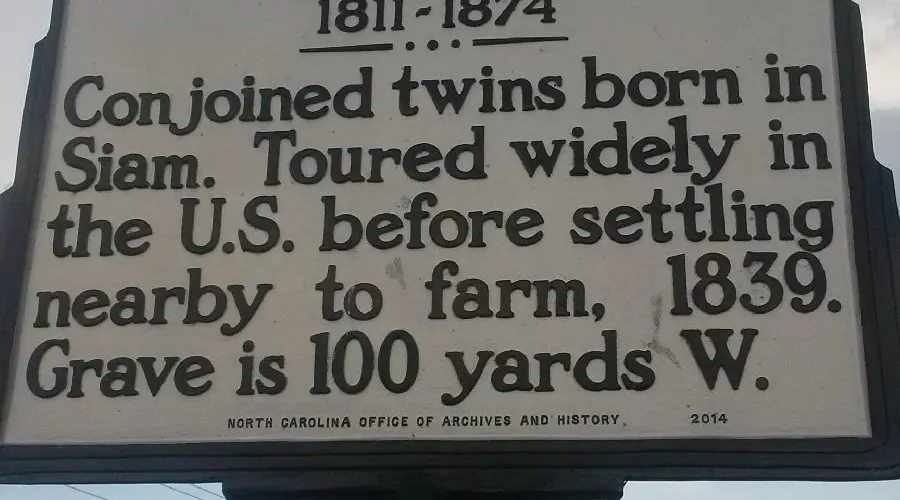 1811-1874
Conjoined twins born in
Siam. Toured widely in
the U.S. before settling
nearby to farm, 1839.
Grave is 100 yards W.
NORTH CAROLINA OFFICE OF ARCHIVES AND HISTORY. 2014